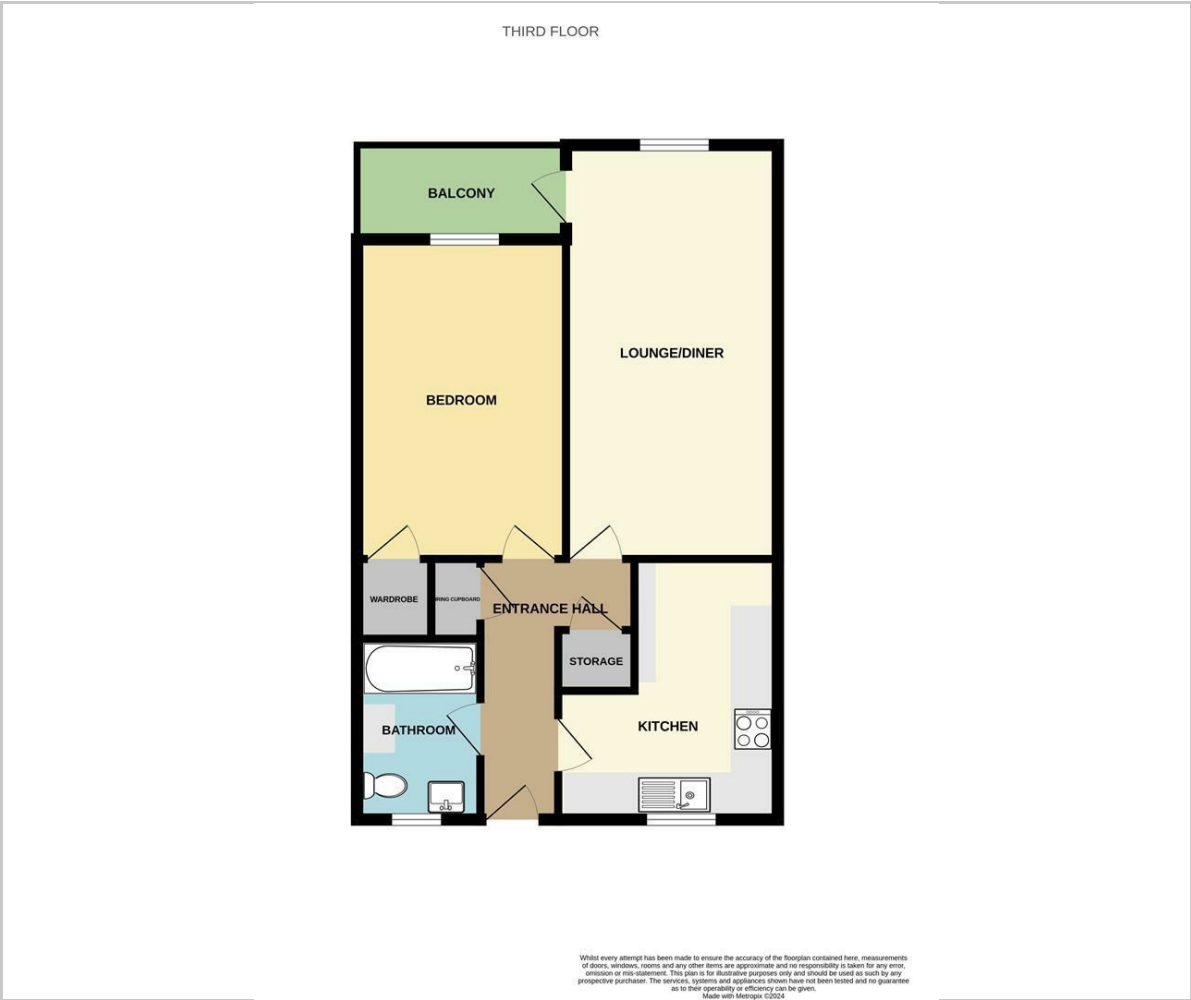 THIRD FLOOR
BALCONY
LOUNGE/DINER
BEDROOM
WARDROBE
RING CUPBOARD
ENTRANCE HALL
STORAGE
BATHROOM
KITCHEN
Whilst every attempt has been made to ensure the accuracy of the floorplan contained here, measurements
of doors, windows, rooms and any other items are approximate and no responsibility is taken for any error,
omission or mis-statement. This plan is for illustrative purposes only and should be used as such by any
prospective purchaser. The services, systems and appliances shown have not been tested and no guarantee
as to their operability or efficiency can be given.
Made with Metropix ©2024